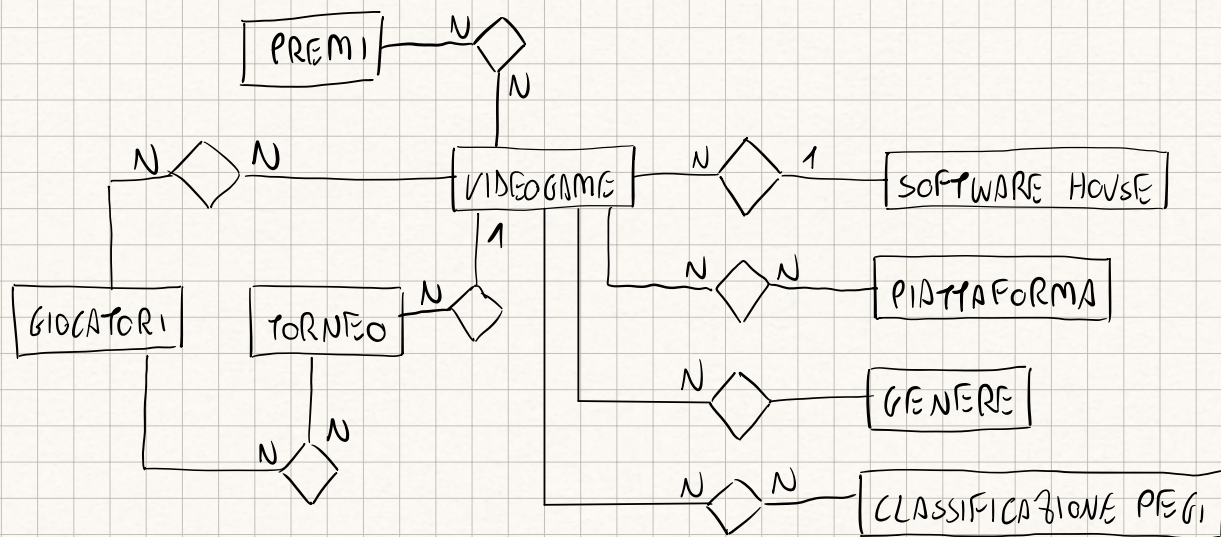 PREMI
N
N
N
N
VIDEOGAME
N
1
SOFTWARE HOUSE
GIOCATORI
TORNEO
N
1
N
N
PIATTAFORMA
N
GENERE
N
N
N
N
CLASSIFICAZIONE PEGI